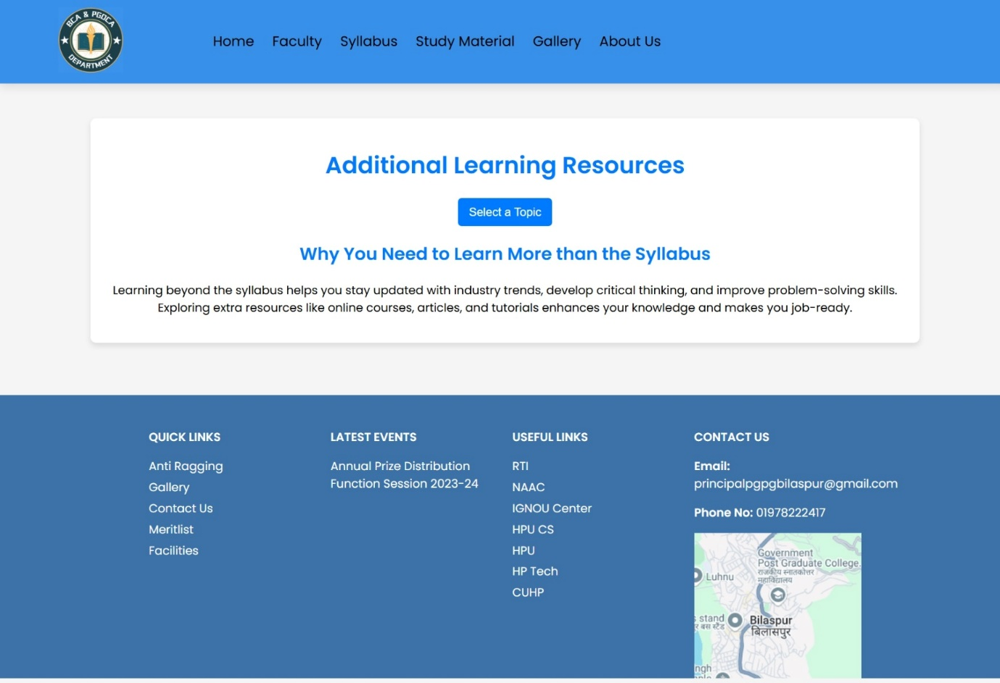 BCA & PGDCA
DEPARTMENT
Home Faculty Syllabus Study Material Gallery About Us
Additional Learning Resources
Select a Topic
Why You Need to Learn More than the Syllabus
Learning beyond the syllabus helps you stay updated with industry trends, develop critical thinking, and improve problem-solving skills.
Exploring extra resources like online courses, articles, and tutorials enhances your knowledge and makes you job-ready.
QUICK LINKS
Anti Ragging
Gallery
Contact Us
Meritlist
Facilities
LATEST EVENTS
Annual Prize Distribution
Function Session 2023-24
USEFUL LINKS
RTI
NAAC
IGNOU Center
HPU CS
HPU
HP Tech
CUHP
CONTACT US
Email:
principalpgpgbilaspur@gmail.com
Phone No: 01978222417
Government
Post Graduate College.
राजकीय स्नातकोत्तर
महाविद्यालय
Luhnu
stand
बस स्टैंड
Bilaspur
बिलासपुर